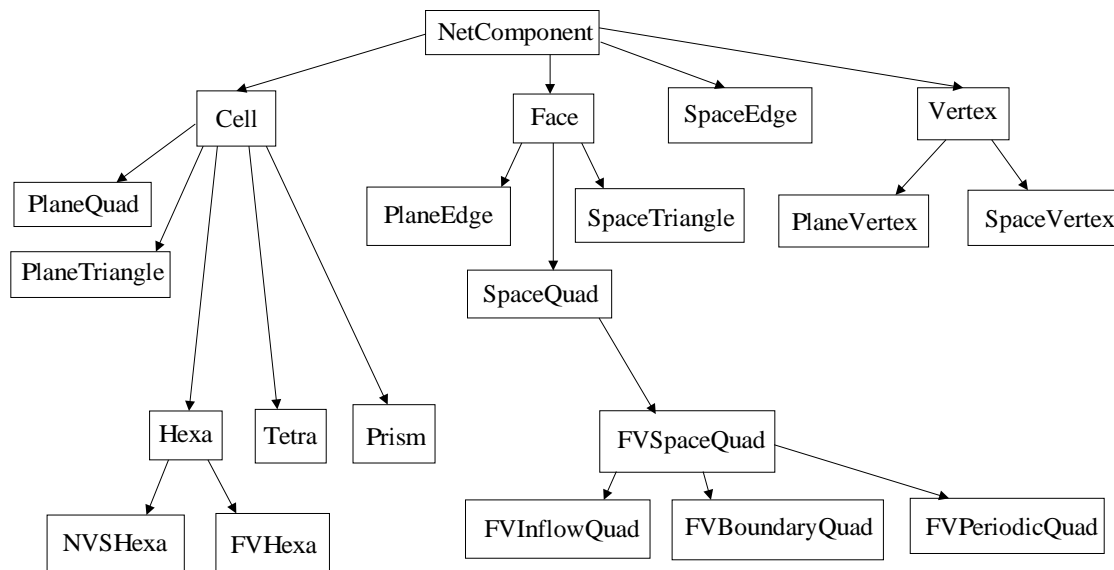 NetComponent
Cell
Face
SpaceEdge
Vertex
PlaneQuad
PlaneEdge
SpaceTriangle
PlaneVertex
SpaceVertex
PlaneTriangle
SpaceQuad
Hexa
Tetra
Prism
FVSpaceQuad
NVSHexa
FVHexa
FVInflowQuad
FVBoundaryQuad
FVPeriodicQuad